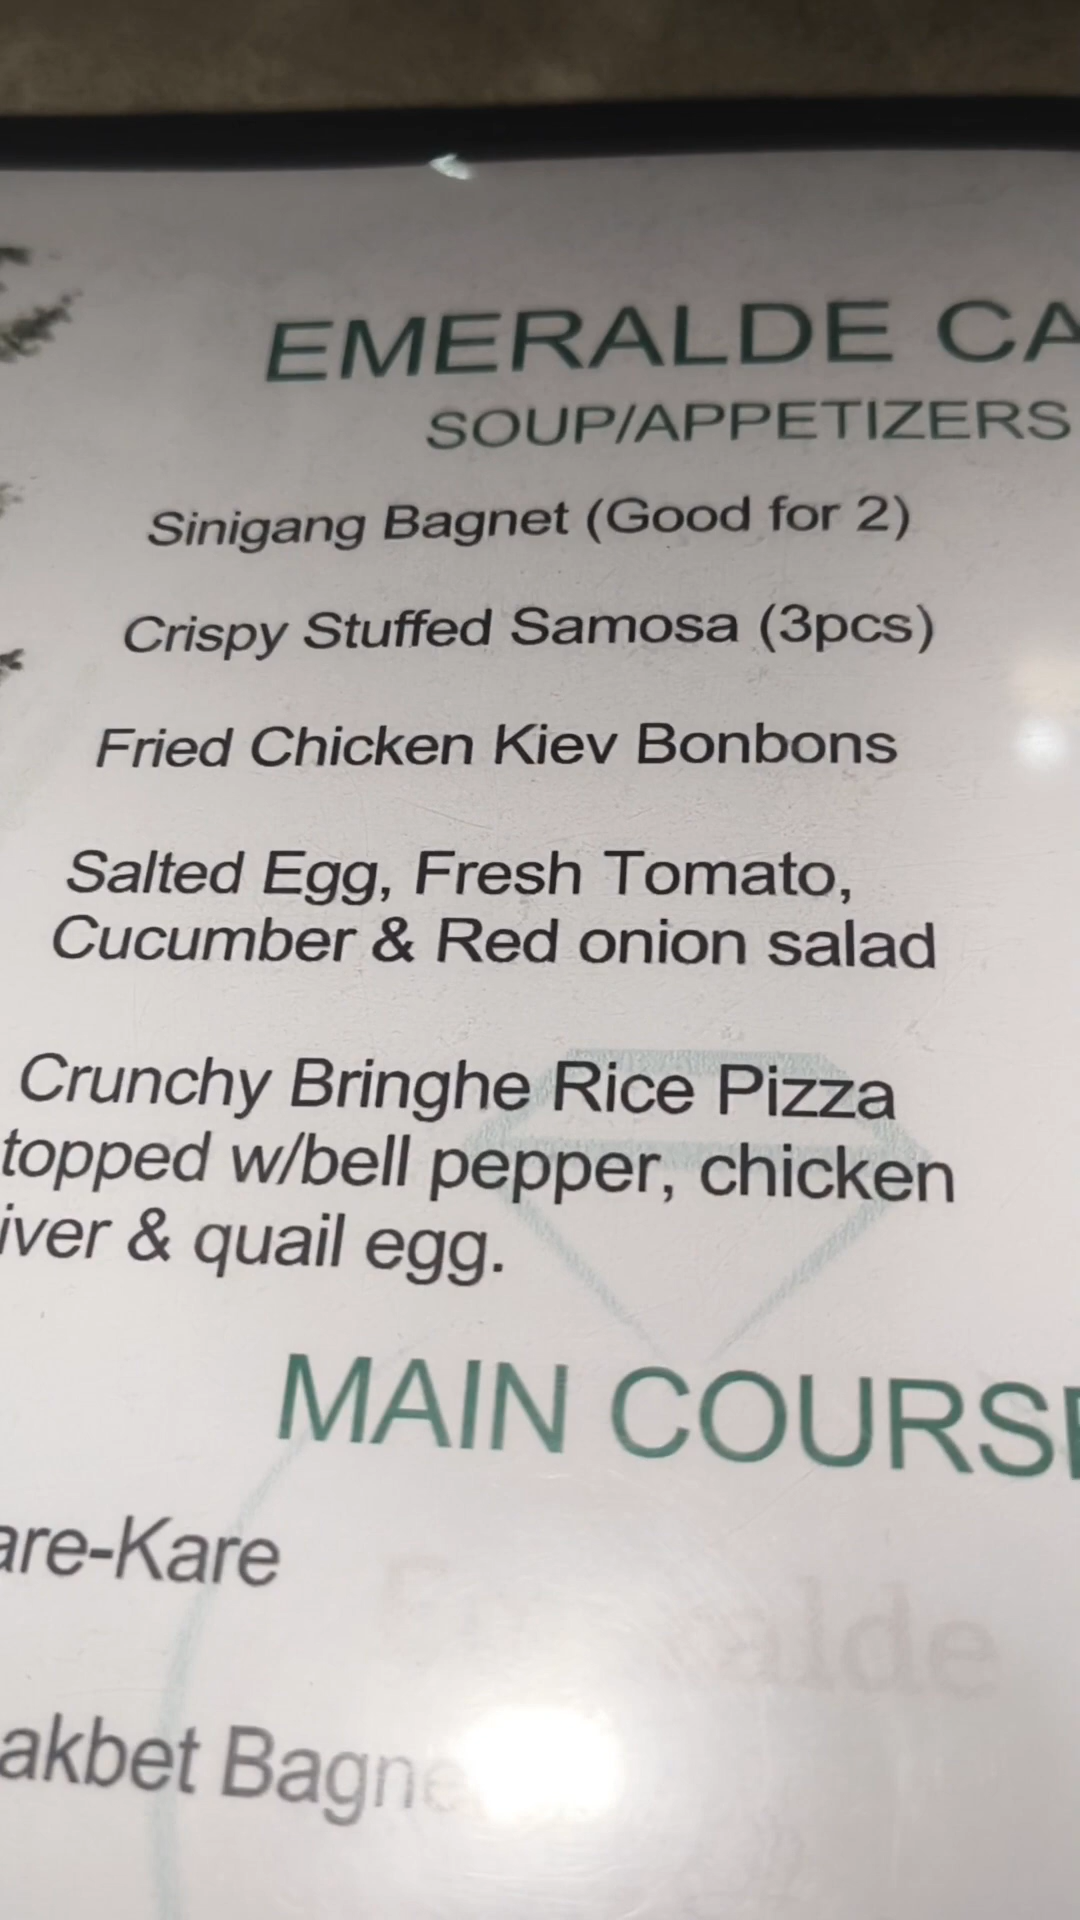 EMERALDE CA
SOUP/APPETIZERS
Sinigang Bagnet (Good for 2)
Crispy Stuffed Samosa (3pcs)
Fried Chicken Kiev Bonbons
Salted Egg, Fresh Tomato,
Cucumber & Red onion salad
Crunchy Bringhe Rice Pizza
topped w/bell pepper, chicken
iver & quail egg.
MAIN COURSE
are-Kare
akbet Bagne